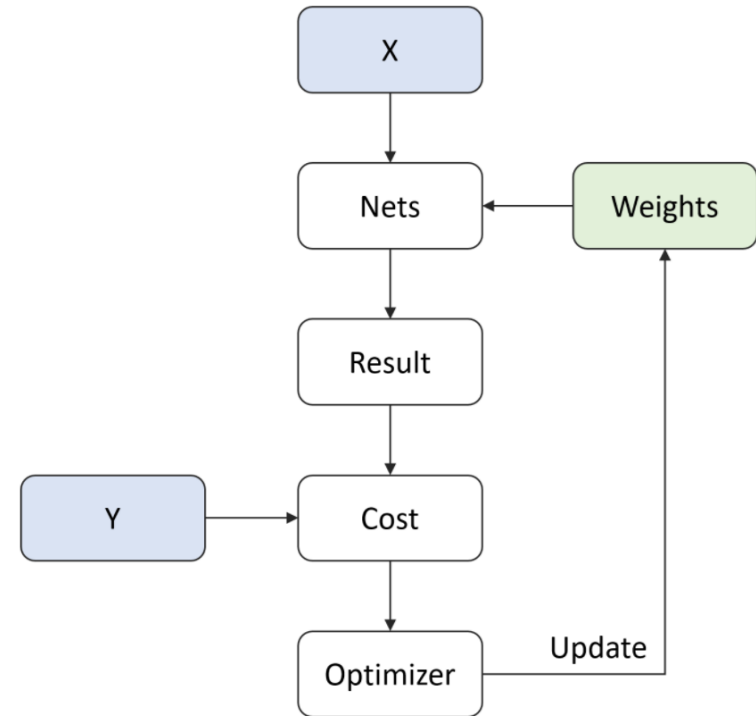 X
Nets
Weights
Result
Y
Cost
Update
Optimizer